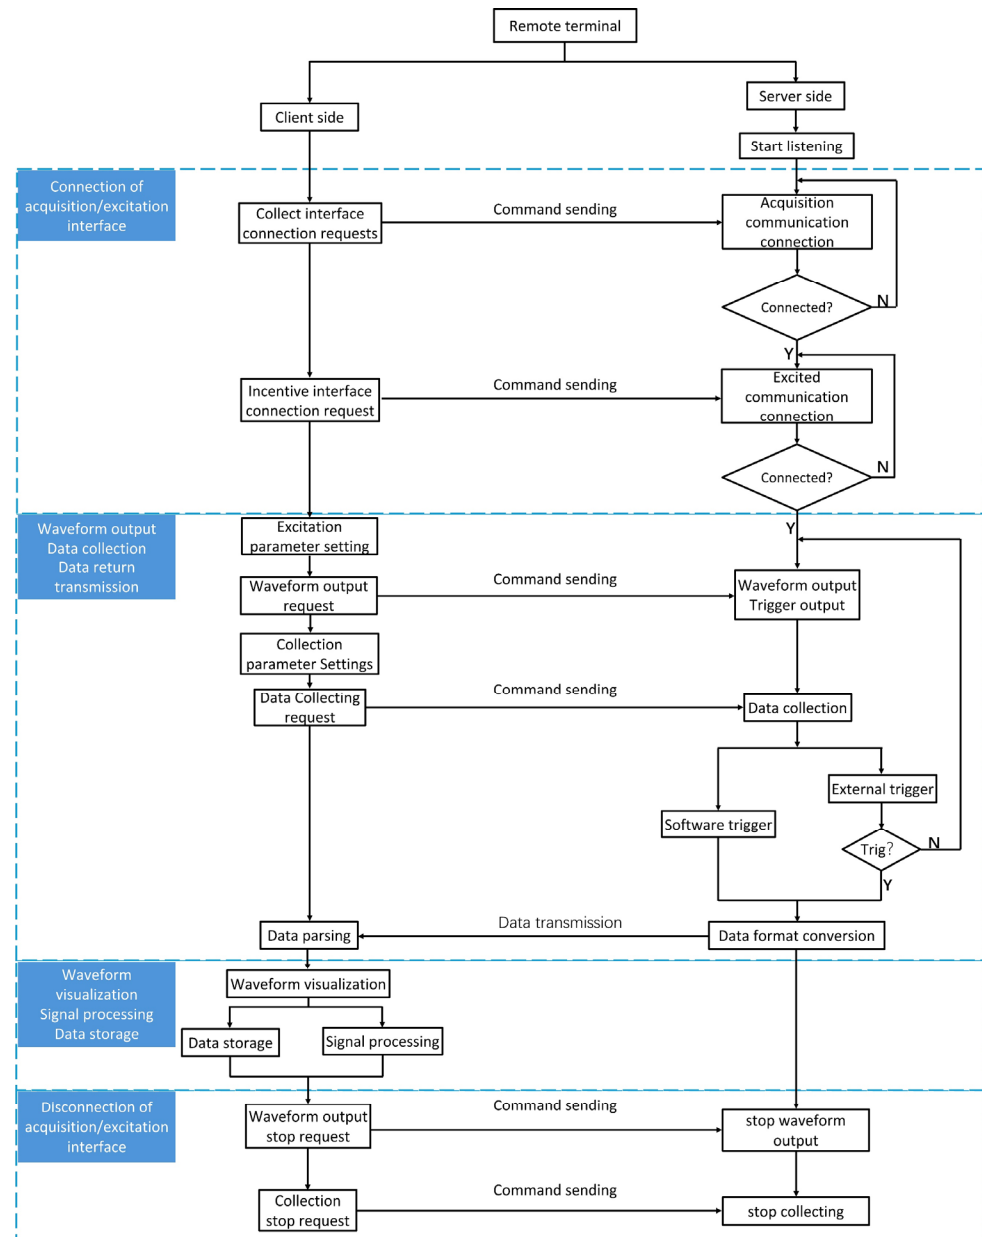 Remote terminal
Server side
Client side
Start listening
Connection of
acquisition/excitation
interface
Collect interface
connection requests
Command sending
Acquisition
communication
connection
Connected?
N
Y
Incentive interface
connection request
Command sending
Excited
communication
connection
Connected?
N
Y
Waveform output
Data collection
Data return
transmission
Excitation
parameter setting
Waveform output
request
Command sending
Waveform output
Trigger output
Collection
parameter Settings
Data Collecting
request
Command sending
Data collection
External trigger
Software trigger
Trig?
N
Y
Data parsing
Data transmission
Data format conversion
Waveform
visualization
Signal processing
Data storage
Waveform visualization
Data storage
Signal processing
Disconnection of
acquisition/excitation
interface
Waveform output
stop request
Command sending
stop waveform
output
Collection
stop request
Command sending
stop collecting